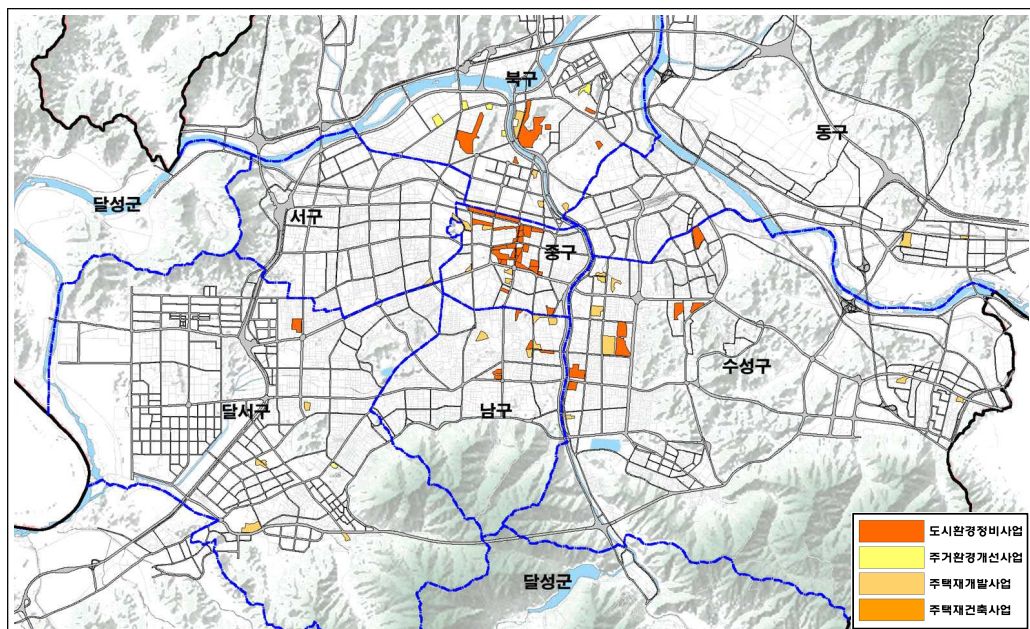 북구
동구
달성군
서구
중구
수성구
달서구
남구
달성군
도시환경정비사업
주거환경개선사업
주택재개발사업
주택재건축사업